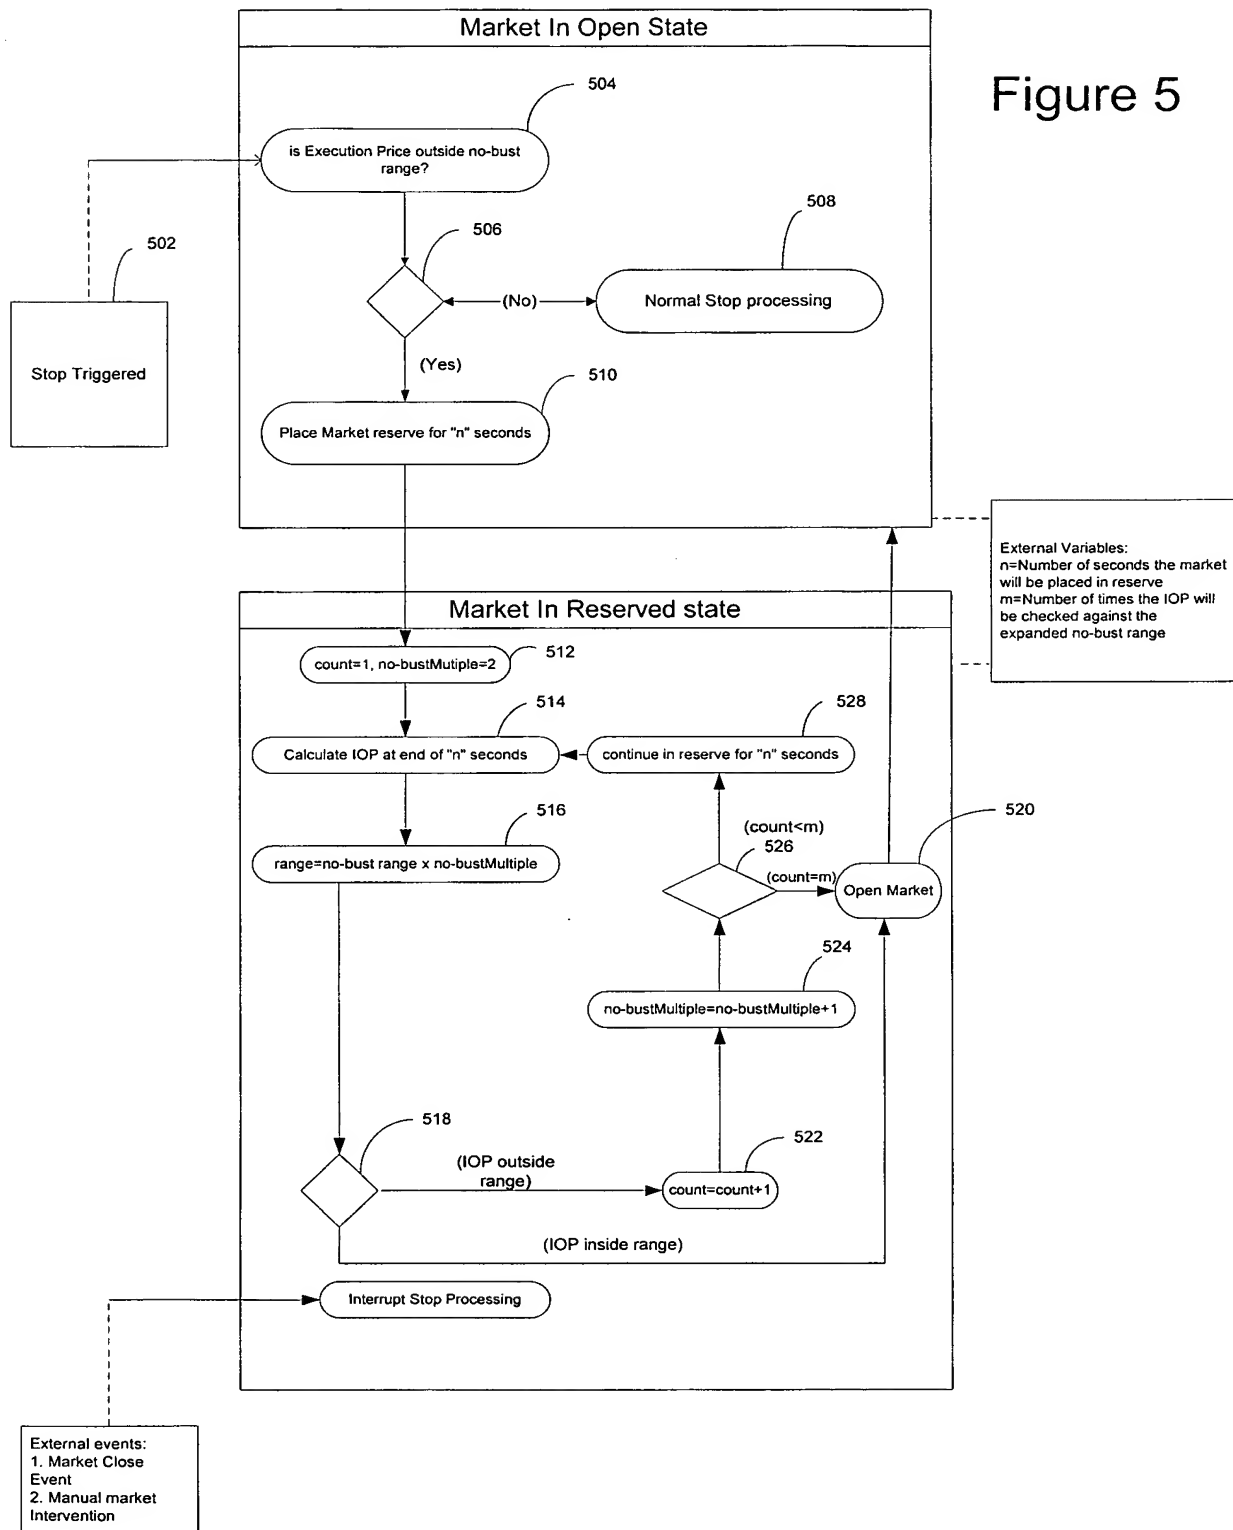 Market In Open State
Figure 5
504
is Execution Price outside no-bust
range?
502
506
508
(No)
Normal Stop processing
Stop Triggered
(Yes)
510
Place Market reserve for "n" seconds
External Variables:
n=Number of seconds the market
will be placed in reserve
m=Number of times the IOP will
be checked against the
expanded no-bust range
Market In Reserved state
count=1, no-bustMutiple=2
512
514
528
Calculate IOP at end of "n" seconds
continue in reserve for "n" seconds
516
520
range=no-bust range x no-bustMultiple
(count<m)
526
(count=m)
Open Market
524
no-bustMultiple=no-bustMultiple+1
518
522
(IOP outside
range)
count=count+1
(IOP inside range)
Interrupt Stop Processing
External events:
1. Market Close
Event
2. Manual market
Intervention